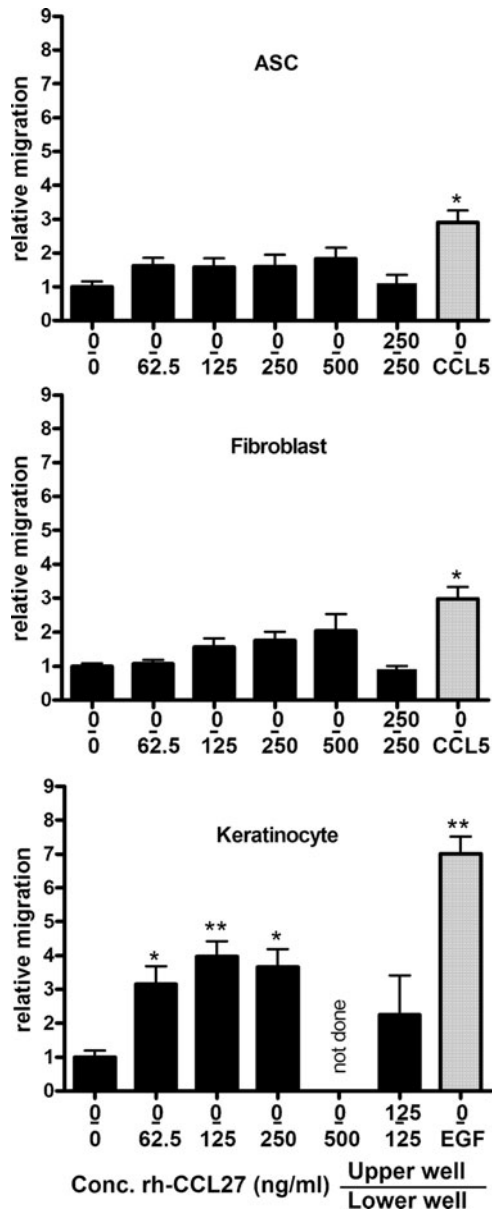 ASC
relative migration
9
8
7
6
5
4
3
2
1
0
*
0 0 0 0 0 250 0
0 62.5 125 250 500 250 CCL5
Fibroblast
relative migration
9
8
7
6
5
4
3
2
1
0
*
0 0 0 0 0 250 0
0 62.5 125 250 500 250 CCL5
Keratinocyte
relative migration
9
8
7
6
5
4
3
2
1
0
* ** * **
not done
0 0 0 0 0 125 0
0 62.5 125 250 500 125 EGF
Conc. rh-CCL27 (ng/ml) Upper well
Lower well